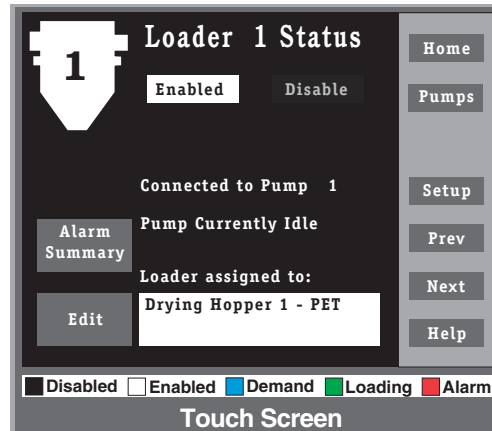 1
Loader 1 Status
Enabled Disable
Connected to Pump 1
Pump Currently Idle
Loader assigned to:
Drying Hopper 1 - PET
Alarm
Summary
Edit
Home
Pumps
Setup
Prev
Next
Help
Disabled Enabled Demand Loading Alarm
Touch Screen